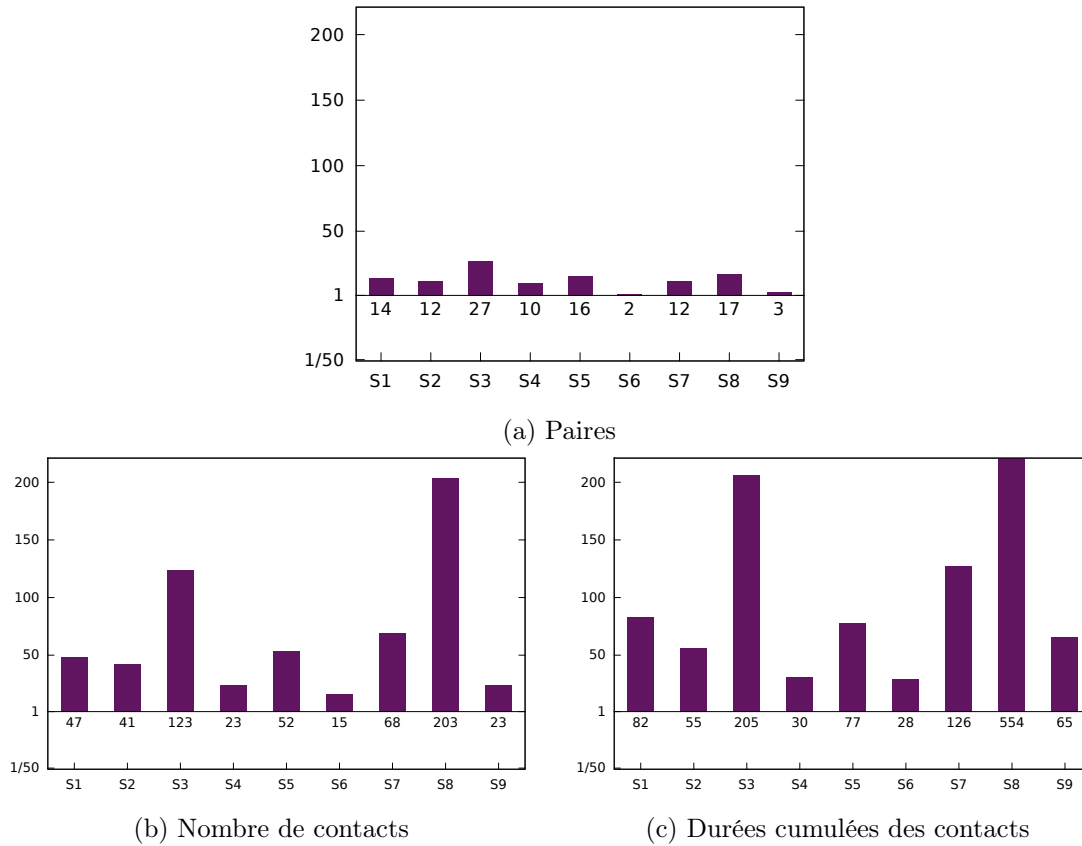 200
150
100
50
1
14 12 27 10 16 2 12 17 3
1/50
S1 S2 S3 S4 S5 S6 S7 S8 S9
(a) Paires
200
150
100
50
1
47 41 123 23 52 15 68 203 23
1/50
S1 S2 S3 S4 S5 S6 S7 S8 S9
(b) Nombre de contacts
200
150
100
50
1
82 55 205 30 77 28 126 554 65
1/50
S1 S2 S3 S4 S5 S6 S7 S8 S9
(c) Durées cumulées des contacts